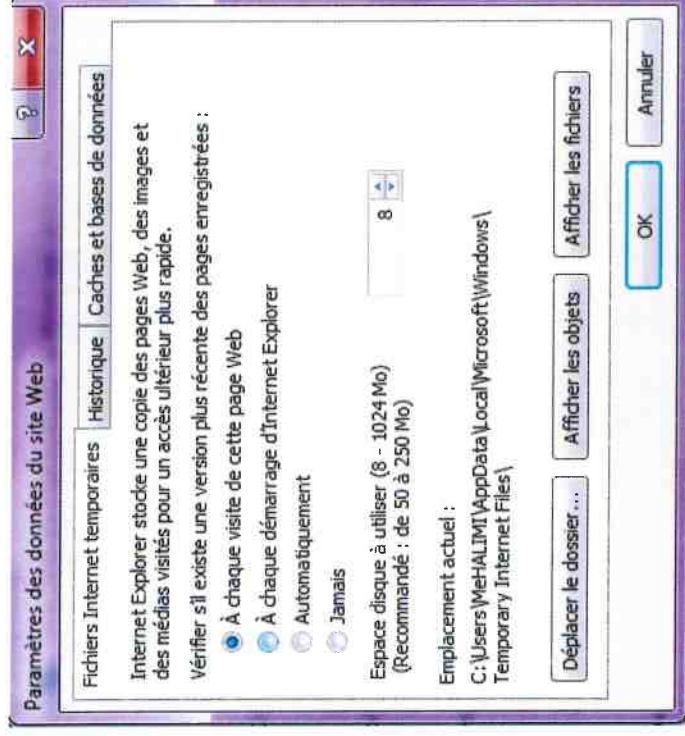 Paramètres des données du site Web
? X
Fichiers Internet temporaires Historique Caches et bases de données
Internet Explorer stocke une copie des pages Web, des images et
des médias visités pour un accès ultérieur plus rapide.
Vérifier s'il existe une version plus récente des pages enregistrées :
À chaque visite de cette page Web
À chaque démarrage d'Internet Explorer
Automatiquement
Jamais
Espace disque à utiliser (8 - 1024 Mo)
8
(Recommandé : de 50 à 250 Mo)
Emplacement actuel :
C:\Users\MeHALIMI\AppData\Local\Microsoft\Windows\
Temporary Internet Files\
Déplacer le dossier... Afficher les objets Afficher les fichiers
OK Annuler